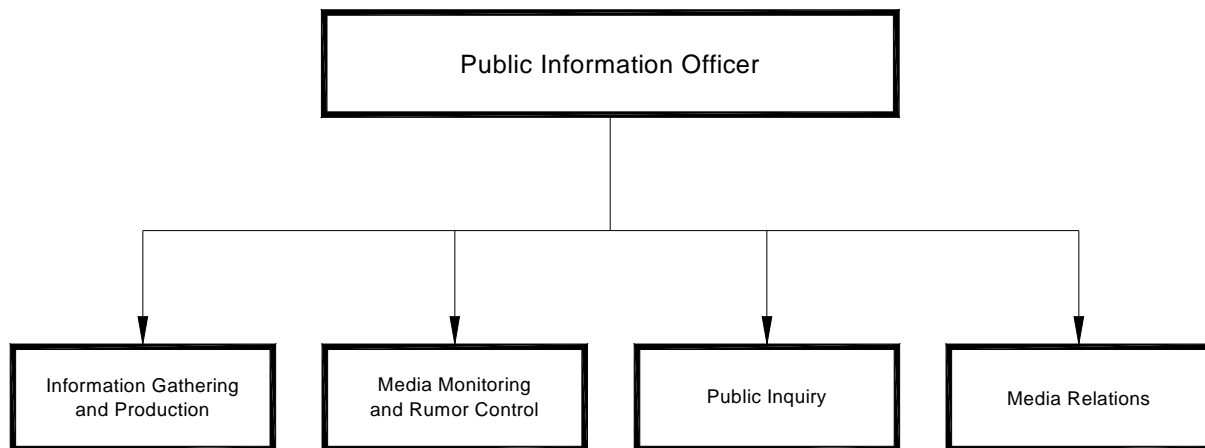 Public Information Officer
Information Gathering
and Production
Media Monitoring
and Rumor Control
Public Inquiry
Media Relations